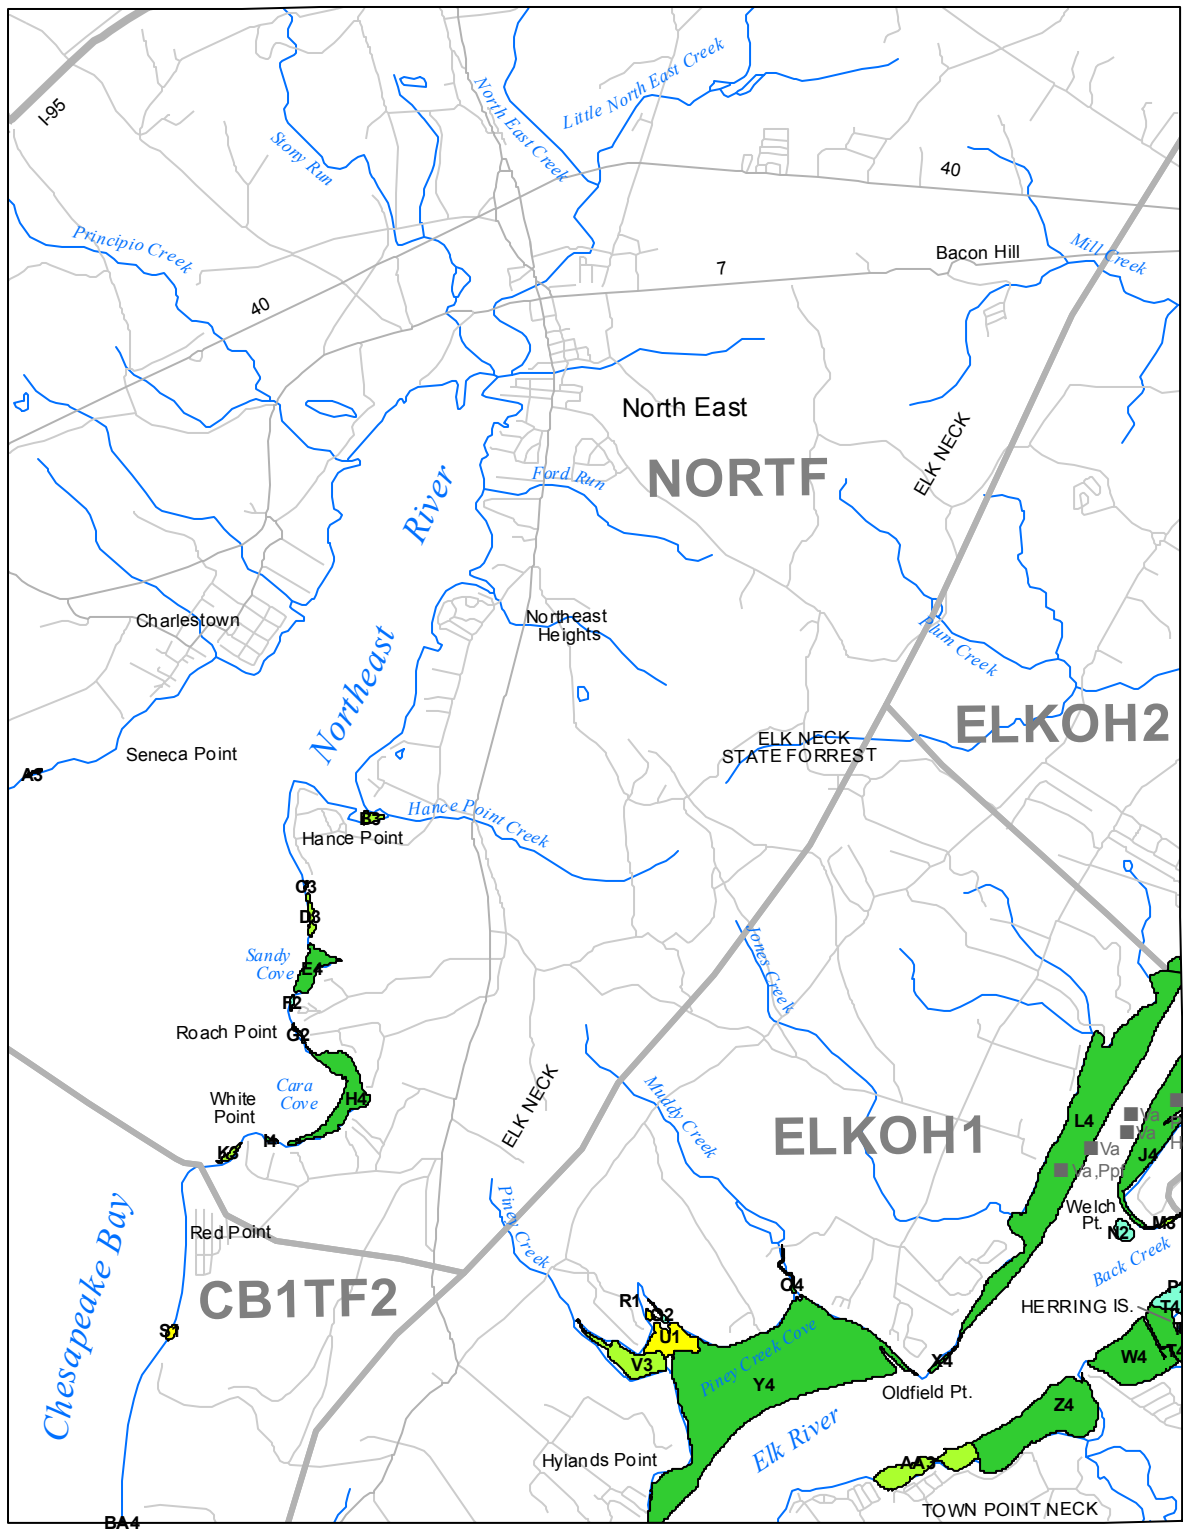 I-95
Stony Run
North East Creek
Little North East Creek
40
Principio Creek
Mill Creek
Bacon Hill
7
40
North East
ELK NECK
NORTF
Ford Run
Northeast River
Charlestown
Northeast
Heights
Plum Creek
ELKOH2
Seneca Point
ELK NECK
STATE FORREST
A3
B3
Hance Point Creek
Hance Point
C3
D3
Sandy
Cove
E4
F2
Jones Creek
Roach Point
G2
Cara
Cove
White
Point
H4
ELK NECK
Muddy Creek
ELKOH1
L4
Va
Va
Va
Va,Ppf
J4
I4
K3
Welch
Pt.
N2
M3
Piney Creek
Red Point
Chesapeake Bay
CB1TF2
Back Creek
O4
R1
HERRING IS.
T4
S1
U1
V3
Piney Creek Cove
Y4
X4
W4
Oldfield Pt.
Z4
Elk River
Hylands Point
AA3
TOWN POINT NECK
BA4